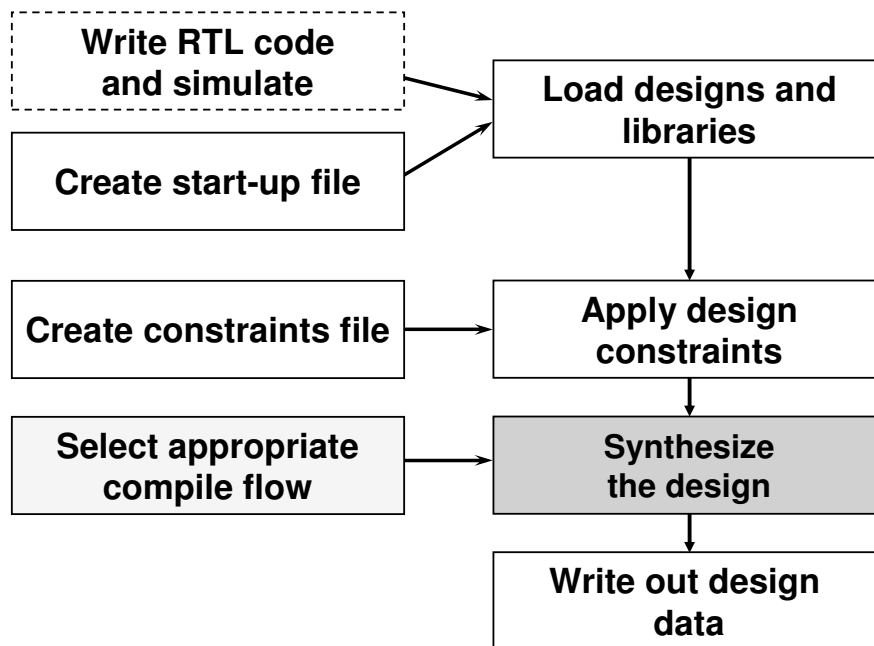 Write RTL code
and simulate
Load designs and
libraries
Create start-up file
Create constraints file
Apply design
constraints
Select appropriate
compile flow
Synthesize
the design
Write out design
data